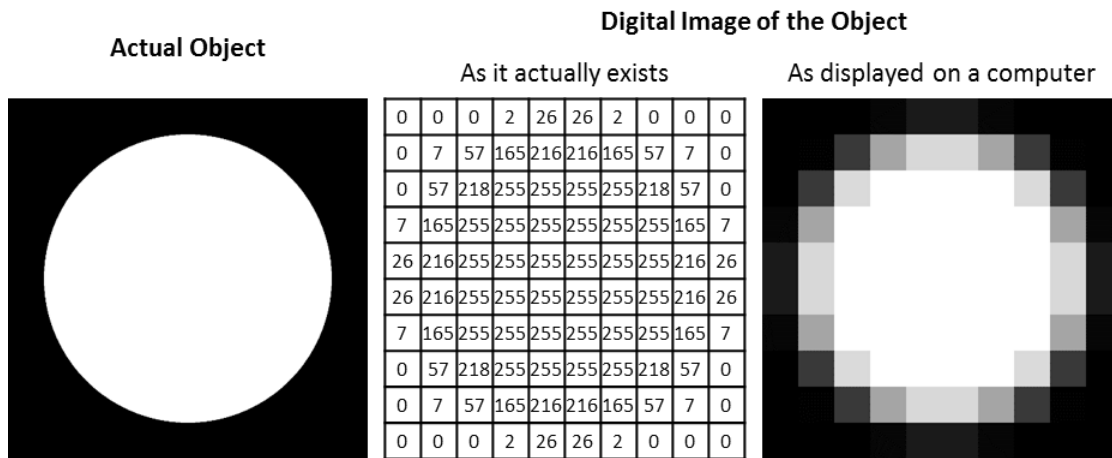 Actual Object
Digital Image of the Object
As it actually exists
As displayed on a computer
0 0 0 2 26 26 2 0 0 0
0 7 57 165 216 216 165 57 7 0
0 57 218 255 255 255 255 218 57 0
7 165 255 255 255 255 255 255 165 7
26 216 255 255 255 255 255 255 216 26
26 216 255 255 255 255 255 255 216 26
7 165 255 255 255 255 255 255 165 7
0 57 218 255 255 255 255 218 57 0
0 7 57 165 216 216 165 57 7 0
0 0 0 2 26 26 2 0 0 0